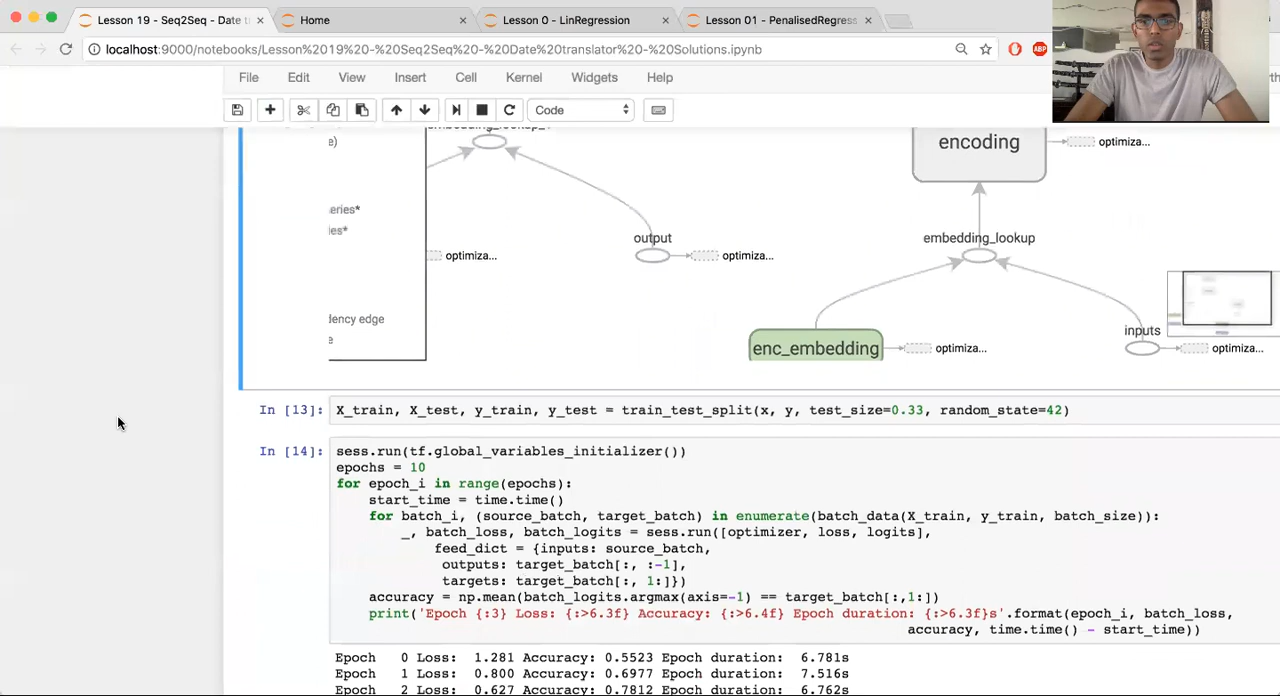 Lesson 19 - Seq2Seq - Date t
Home
Lesson 0 - LinRegression
Lesson 01 - PenalisedRegress
localhost:9000/notebooks/Lesson%2019%20-%20Seq2Seq%20-%20Date%20translator%20-%20Solutions.ipynb
ABP
File Edit View Insert Cell Kernel Widgets Help
Code
e)
encoding
optimiza...
eries*
ies*
output
embedding_lookup
optimiza...
optimiza...
dency edge
e
inputs
enc_embedding
optimiza...
optimiza...
In [13]: X_train, X_test, y_train, y_test = train_test_split(x, y, test_size=0.33, random_state=42)
In [14]: sess.run(tf.global_variables_initializer())
epochs = 10
for epoch_i in range(epochs):
start_time = time.time()
for batch_i, (source_batch, target_batch) in enumerate(batch_data(X_train, y_train, batch_size)):
_, batch_loss, batch_logits = sess.run([optimizer, loss, logits],
feed_dict = {inputs: source_batch,
outputs: target_batch[:, :-1],
targets: target_batch[:, 1:]})
accuracy = np.mean(batch_logits.argmax(axis=-1) == target_batch[:,1:])
print('Epoch {:3} Loss: {:>6.3f} Accuracy: {:>6.4f} Epoch duration: {:>6.3f}s'.format(epoch_i, batch_loss,
accuracy, time.time() - start_time))
Epoch 0 Loss: 1.281 Accuracy: 0.5523 Epoch duration: 6.781s
Epoch 1 Loss: 0.800 Accuracy: 0.6977 Epoch duration: 7.516s
Epoch 2 Loss: 0.627 Accuracy: 0.7812 Epoch duration: 6.762s